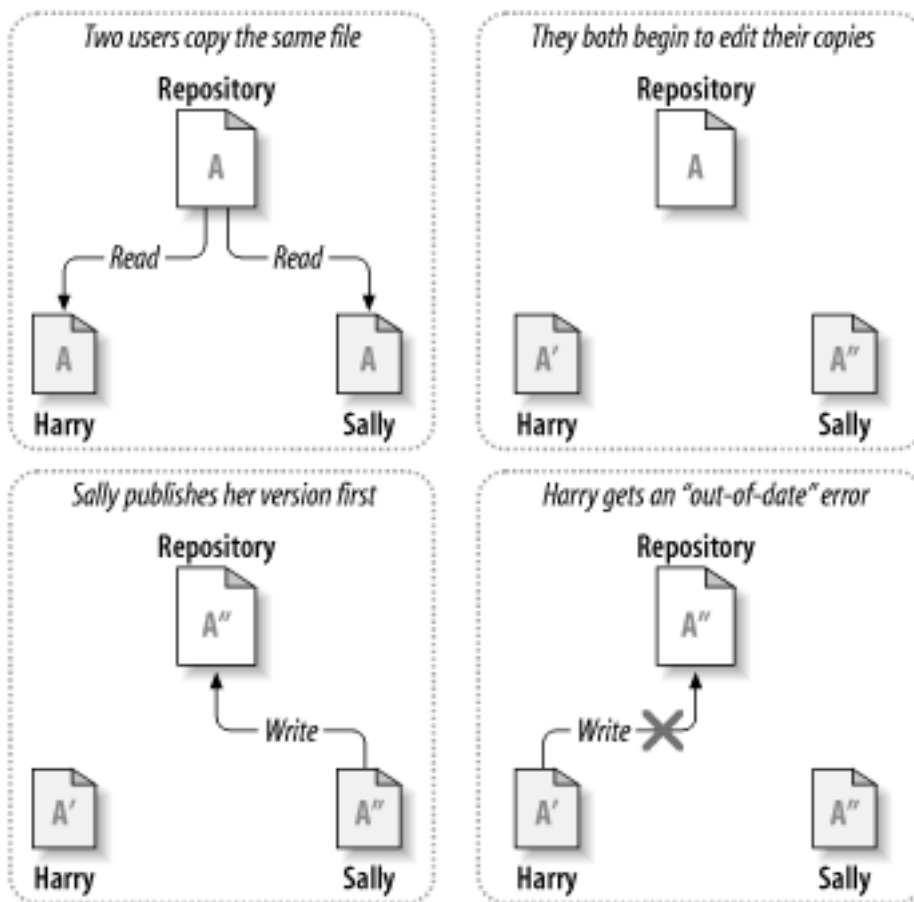 Two users copy the same file
Repository
A
Read
Read
A
A
Harry
Sally
They both begin to edit their copies
Repository
A
A'
A"
Harry
Sally
Sally publishes her version first
Repository
A"
Write
A'
A"
Harry
Sally
Harry gets an “out-of-date” error
Repository
A"
Write
A'
A"
Harry
Sally